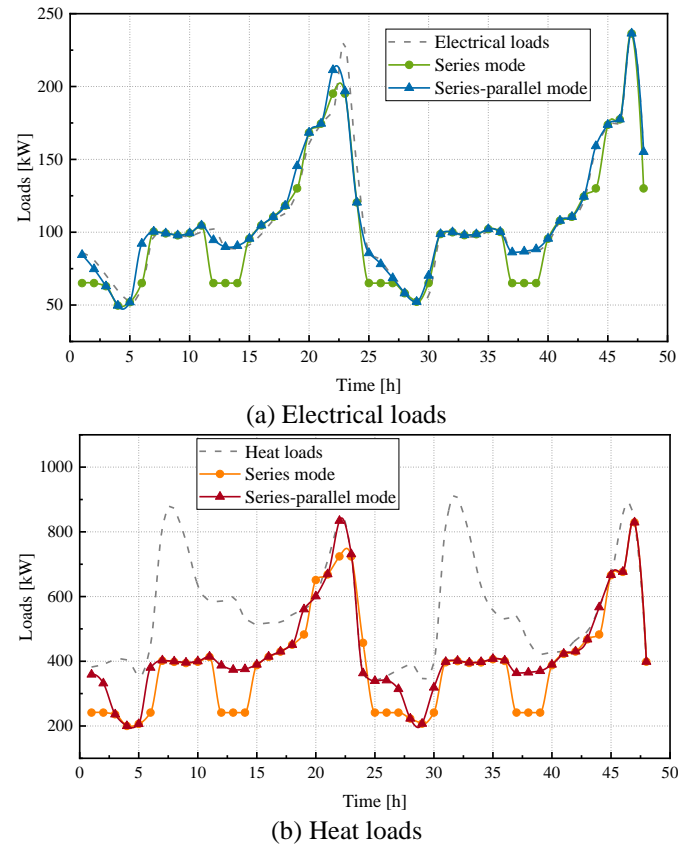 250
200
150
100
50
Loads [kW]
Electrical loads
Series mode
Series-parallel mode
0 5 10 15 20 25 30 35 40 45 50
Time [h]
(a) Electrical loads
1000
800
600
400
200
Loads [kW]
Heat loads
Series mode
Series-parallel mode
0 5 10 15 20 25 30 35 40 45 50
Time [h]
(b) Heat loads